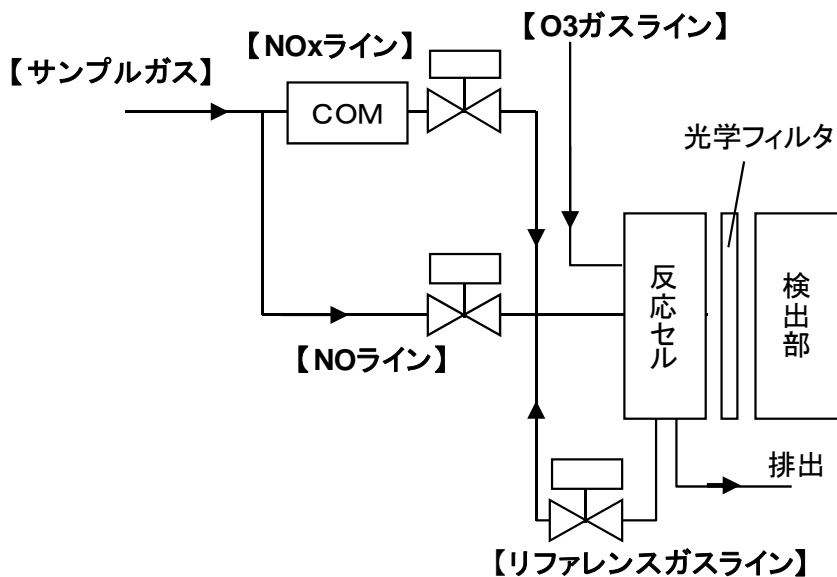 【O3ガスライン】
【NOxライン】
【サンプルガス】
COM
光学フィルタ
反応セル
検出部
【NOライン】
排出
【リファレンスガスライン】